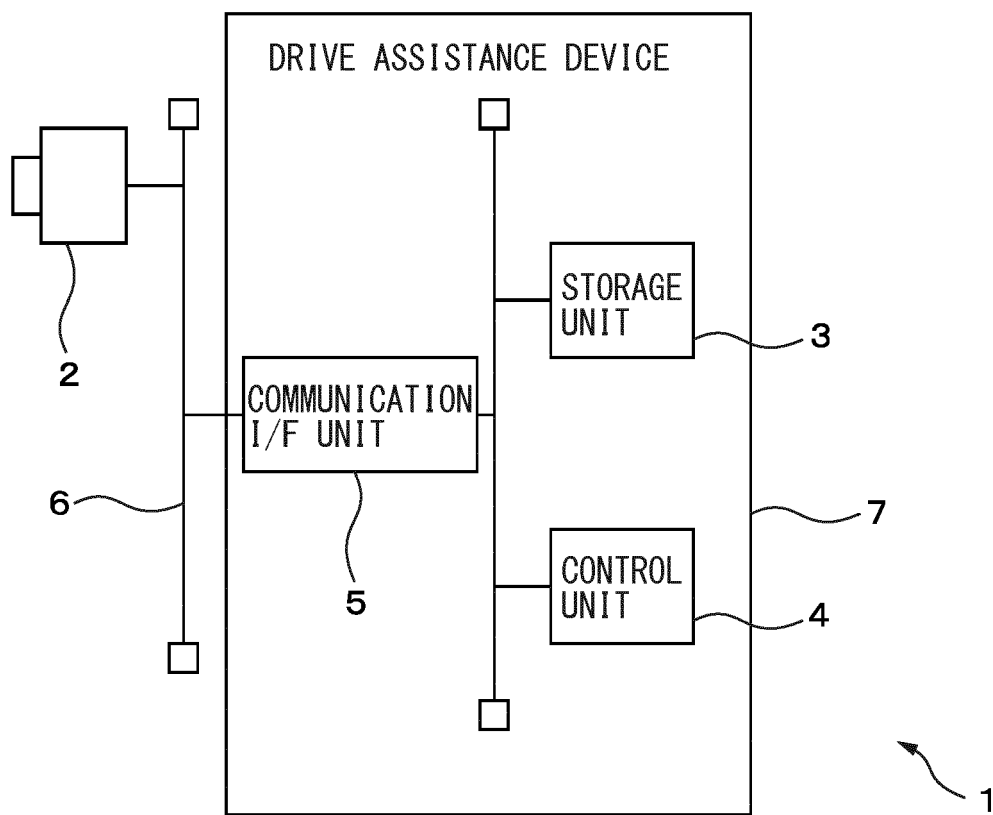 DRIVE ASSISTANCE DEVICE
2
STORAGE
UNIT
3
COMMUNICATION
I/F UNIT
6
5
7
CONTROL
UNIT
4
1